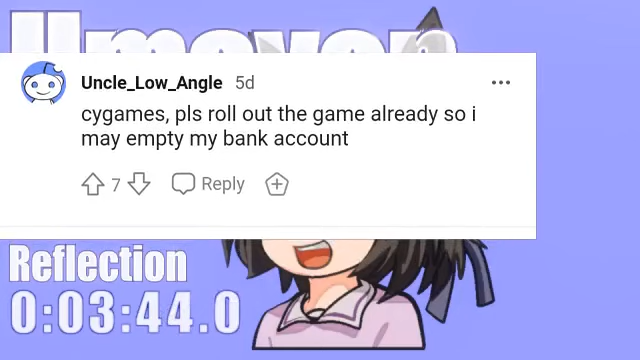 Uncle_Low_Angle 5d
cygames, pls roll out the game already so i
may empty my bank account
7 Reply
Reflection
0:03:44.0